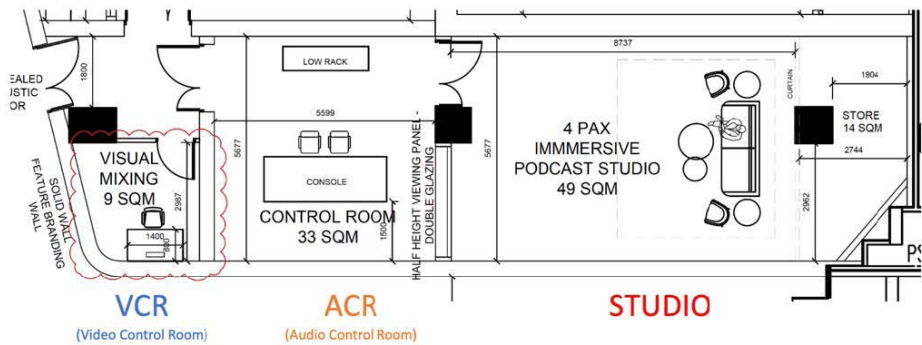 EALED
USTIC
OR
1800
SOLID WALL
FEATURE BRANDING
WALL
VISUAL
MIXING
9 SQM
2987
1400
800
5677
LOW RACK
5599
CONSOLE
CONTROL ROOM
33 SQM
1500
HALF HEIGHT VIEWING PANEL -
DOUBLE GLAZING
5677
8737
4 PAX
IMMMERSIVE
PODCAST STUDIO
49 SQM
CURTAIN
1904
STORE
14 SQM
2744
2962
PS
VCR
(Video Control Room)
ACR
(Audio Control Room)
STUDIO